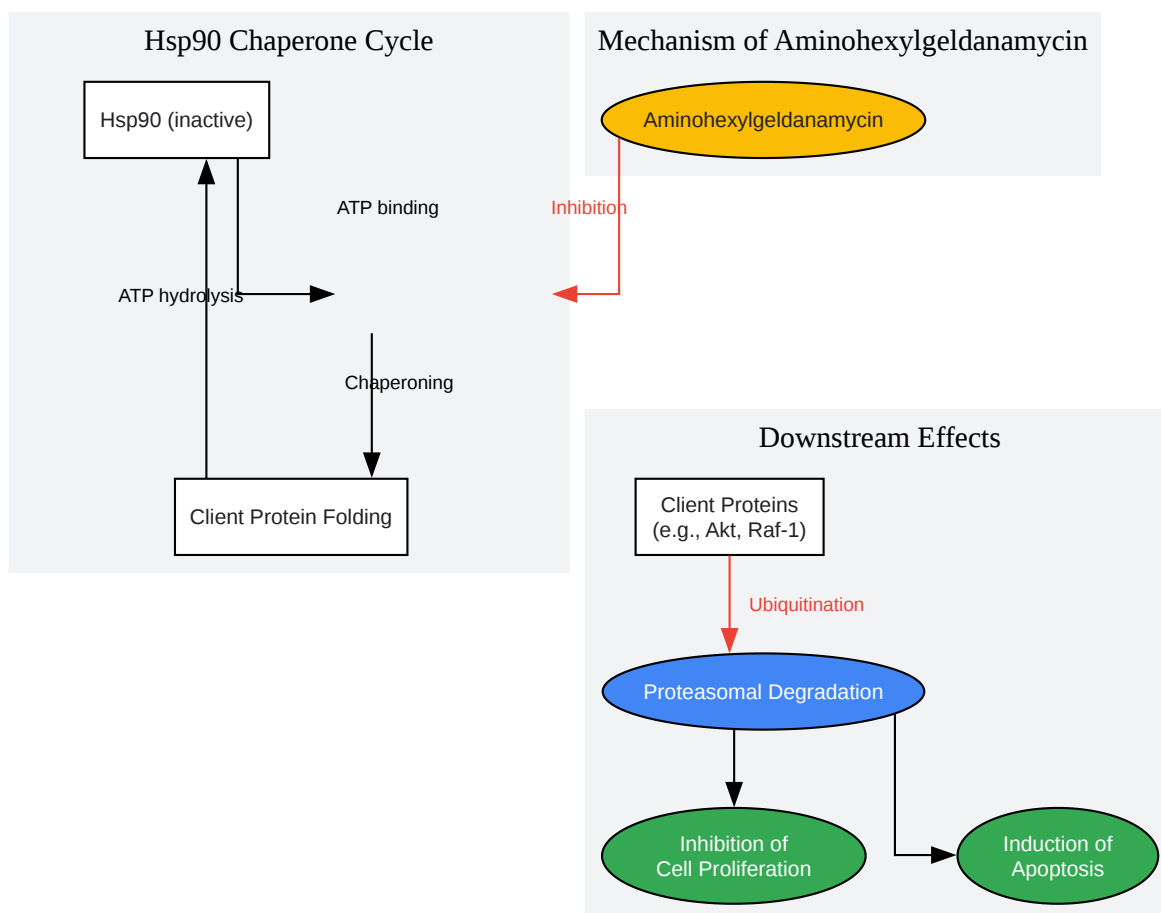 Hsp90 Chaperone Cycle
Hsp90 (inactive)
ATP binding
ATP hydrolysis
Chaperoning
Client Protein Folding
Mechanism of Aminohexylgeldanamycin
Aminohexylgeldanamycin
Inhibition
Downstream Effects
Client Proteins
(e.g., Akt, Raf-1)
Ubiquitination
Proteasomal Degradation
Inhibition of
Cell Proliferation
Induction of
Apoptosis